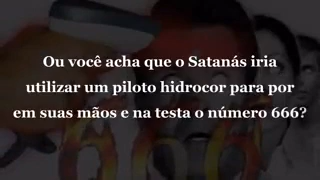 Ou você acha que o Satanás iria
utilizar um piloto hidrocor para por
em suas mãos e na testa o número 666?